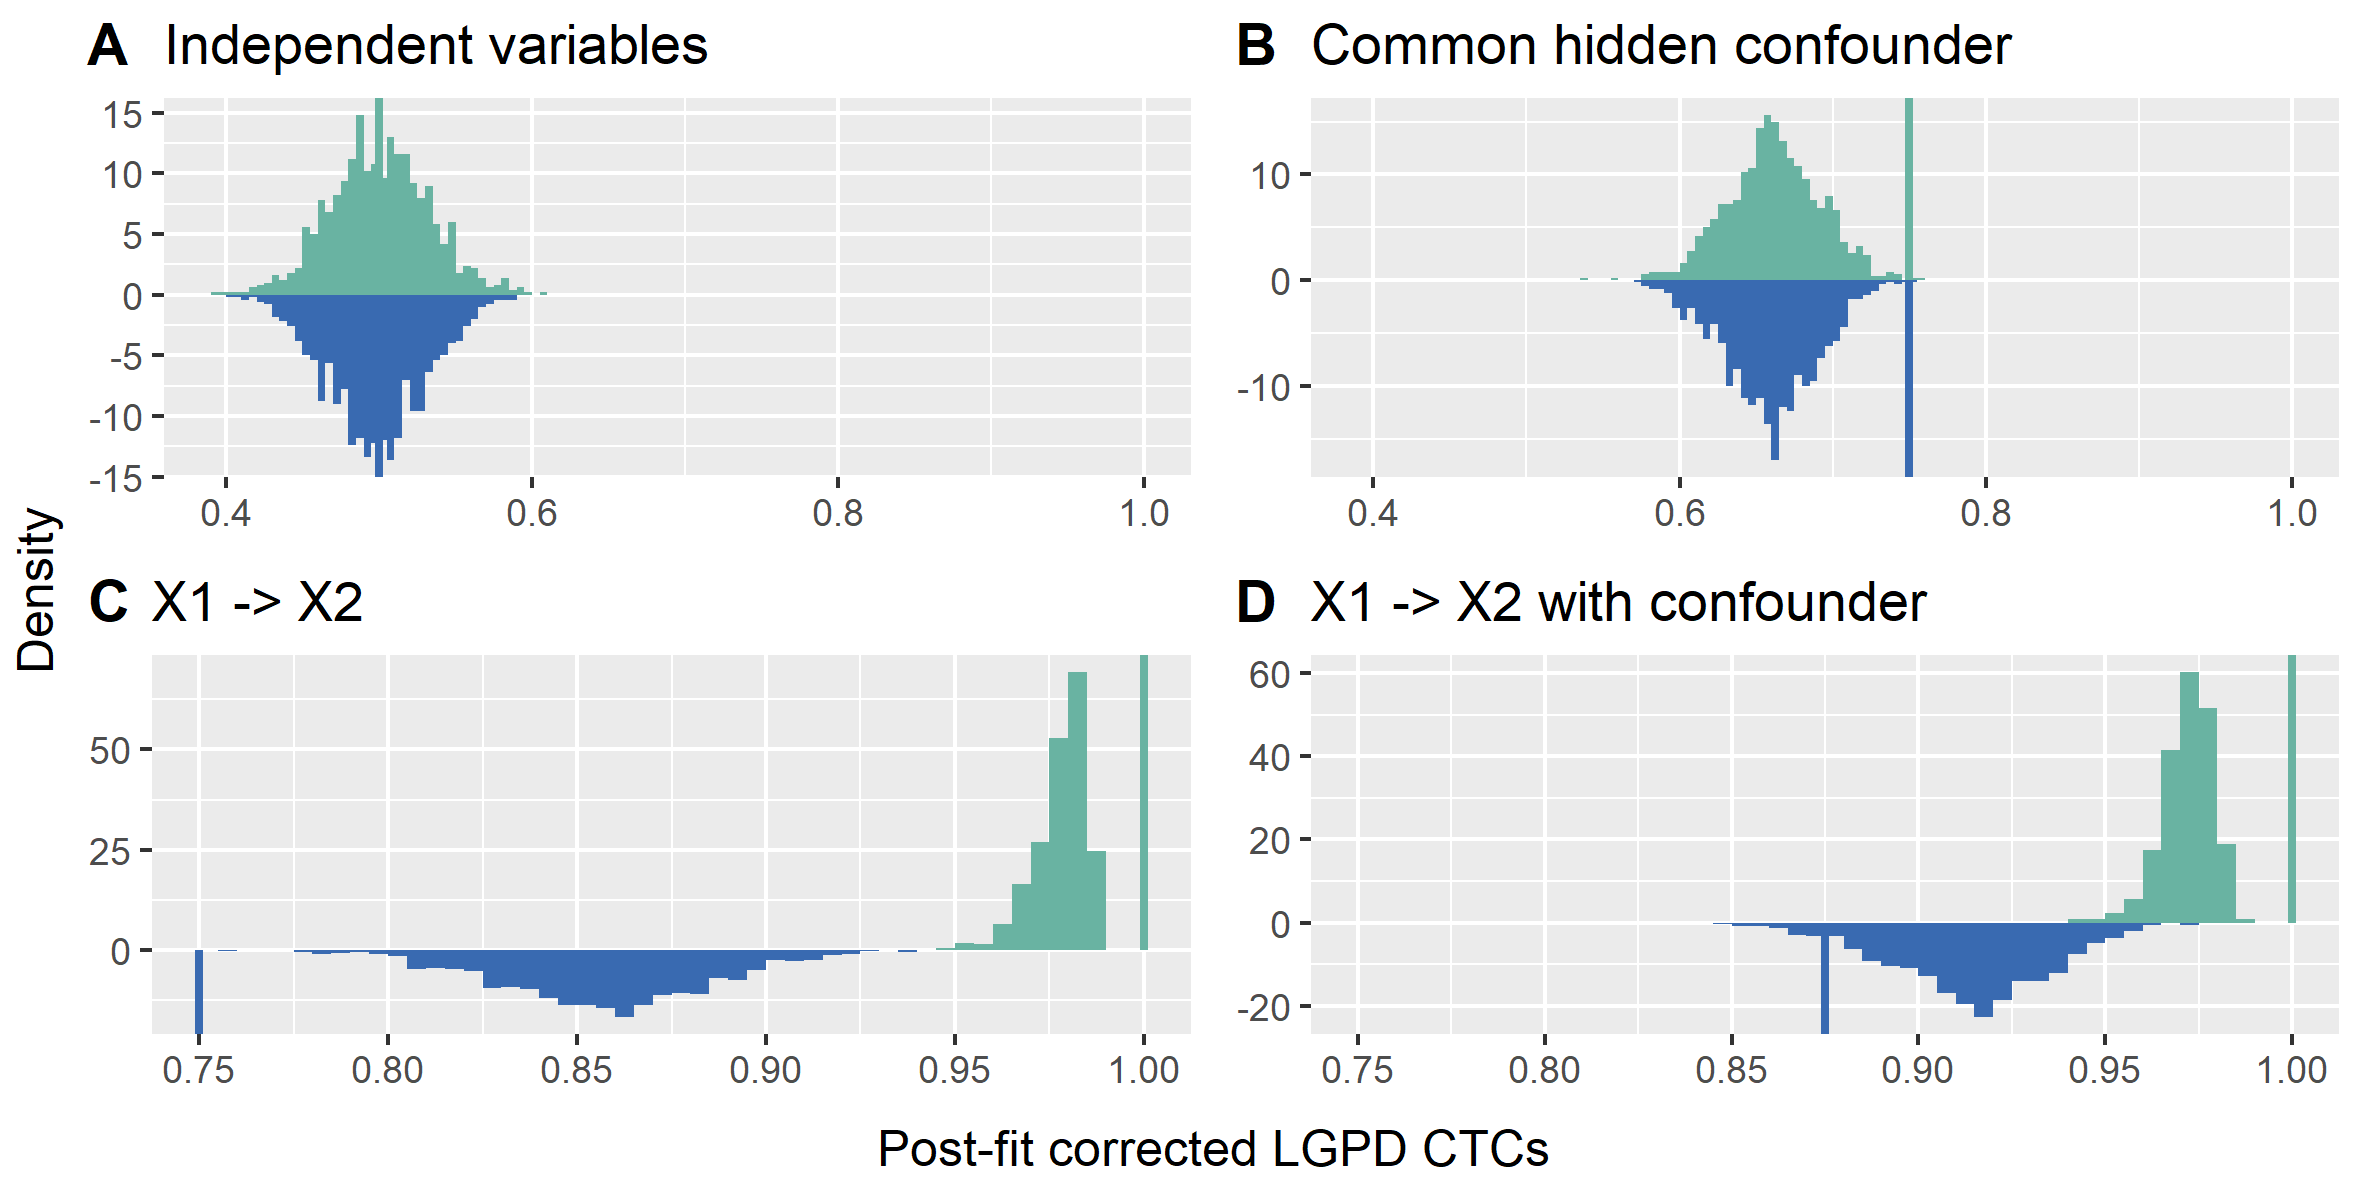 A Independent variables
15
10
5
0
-5
-10
-15
0.4 0.6 0.8 1.0
B Common hidden confounder
10
0
-10
0.4 0.6 0.8 1.0
Density
C X1 -> X2
50
25
0
0.75 0.80 0.85 0.90 0.95 1.00
D X1 -> X2 with confounder
60
40
20
0
-20
0.75 0.80 0.85 0.90 0.95 1.00
Post-fit corrected LGPD CTCs